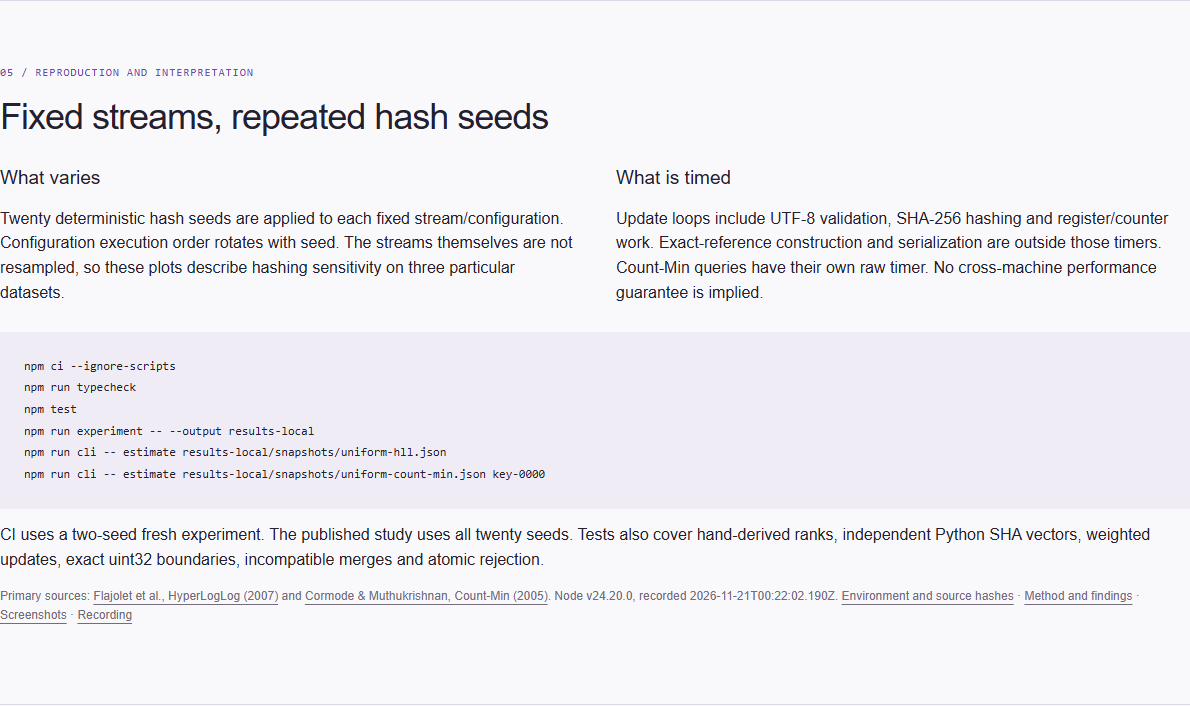 05 / REPRODUCTION AND INTERPRETATION
Fixed streams, repeated hash seeds
What varies
Twenty deterministic hash seeds are applied to each fixed stream/configuration.
Configuration execution order rotates with seed. The streams themselves are not
resampled, so these plots describe hashing sensitivity on three particular
datasets.
What is timed
Update loops include UTF-8 validation, SHA-256 hashing and register/counter
work. Exact-reference construction and serialization are outside those timers.
Count-Min queries have their own raw timer. No cross-machine performance
guarantee is implied.
npm ci --ignore-scripts
npm run typecheck
npm test
npm run experiment -- --output results-local
npm run cli -- estimate results-local/snapshots/uniform-hll.json
npm run cli -- estimate results-local/snapshots/uniform-count-min.json key-0000
CI uses a two-seed fresh experiment. The published study uses all twenty seeds. Tests also cover hand-derived ranks, independent Python SHA vectors, weighted
updates, exact uint32 boundaries, incompatible merges and atomic rejection.
Primary sources: Flajolet et al., HyperLogLog (2007) and Cormode & Muthukrishnan, Count-Min (2005). Node v24.20.0, recorded 2026-11-21T00:22:02.190Z. Environment and source hashes · Method and findings ·
Screenshots · Recording